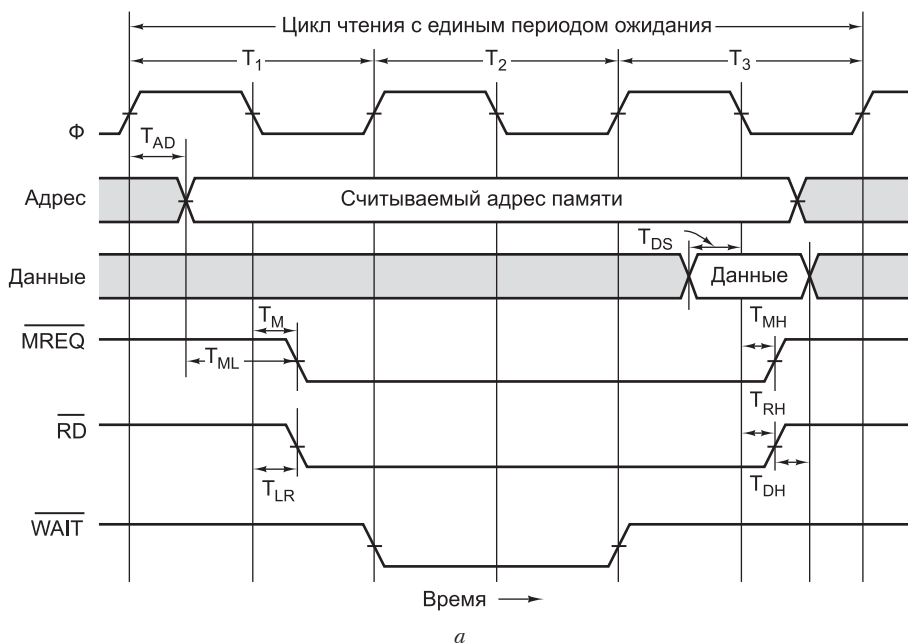 Цикл чтения с единым периодом ожидания
T1 T2 T3
Φ
TAD
Адрес
Считываемый адрес памяти
TDS
Данные
Данные
TM
TMH
MREQ
TML
TRH
RD
TLR
TDH
WAIT
Время
а